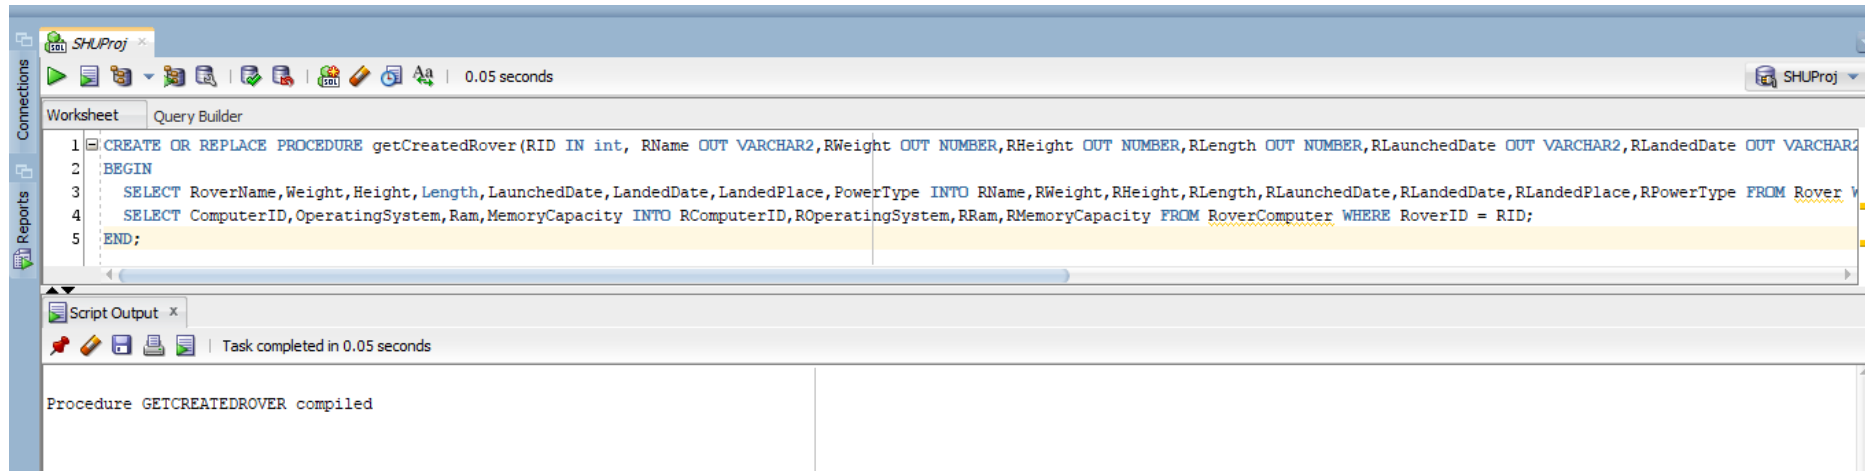 SHUProj
0.05 seconds
SHUProj
Connections
Reports
Worksheet Query Builder
1 CREATE OR REPLACE PROCEDURE getCreatedRover(RID IN int, RName OUT VARCHAR2,RWeight OUT NUMBER,RHeight OUT NUMBER,RLength OUT NUMBER,RLaunchedDate OUT VARCHAR2,RLandedDate OUT VARCHAR2
2 BEGIN
3 SELECT RoverName,Weight,Height,Length,LaunchedDate,LandedDate,LandedPlace,PowerType INTO RName,RWeight,RHeight,RLength,RLaunchedDate,RLandedDate,RLandedPlace,RPowerType FROM Rover W
4 SELECT ComputerID,OperatingSystem,Ram,MemoryCapacity INTO RComputerID,ROperatingSystem,RRam,RMemoryCapacity FROM RoverComputer WHERE RoverID = RID;
5 END;
Script Output x
Task completed in 0.05 seconds
Procedure GETCREATEDROVER compiled